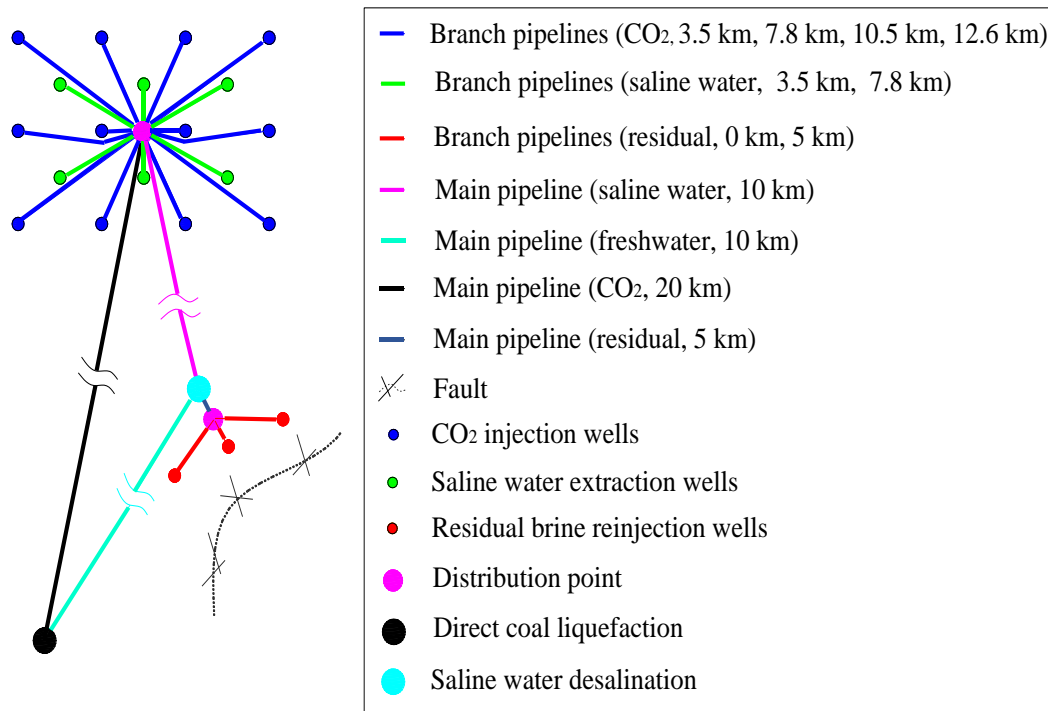 Branch pipelines (CO2, 3.5 km, 7.8 km, 10.5 km, 12.6 km)
Branch pipelines (saline water, 3.5 km, 7.8 km)
Branch pipelines (residual, 0 km, 5 km)
Main pipeline (saline water, 10 km)
Main pipeline (freshwater, 10 km)
Main pipeline (CO2, 20 km)
Main pipeline (residual, 5 km)
Fault
CO2 injection wells
Saline water extraction wells
Residual brine reinjection wells
Distribution point
Direct coal liquefaction
Saline water desalination